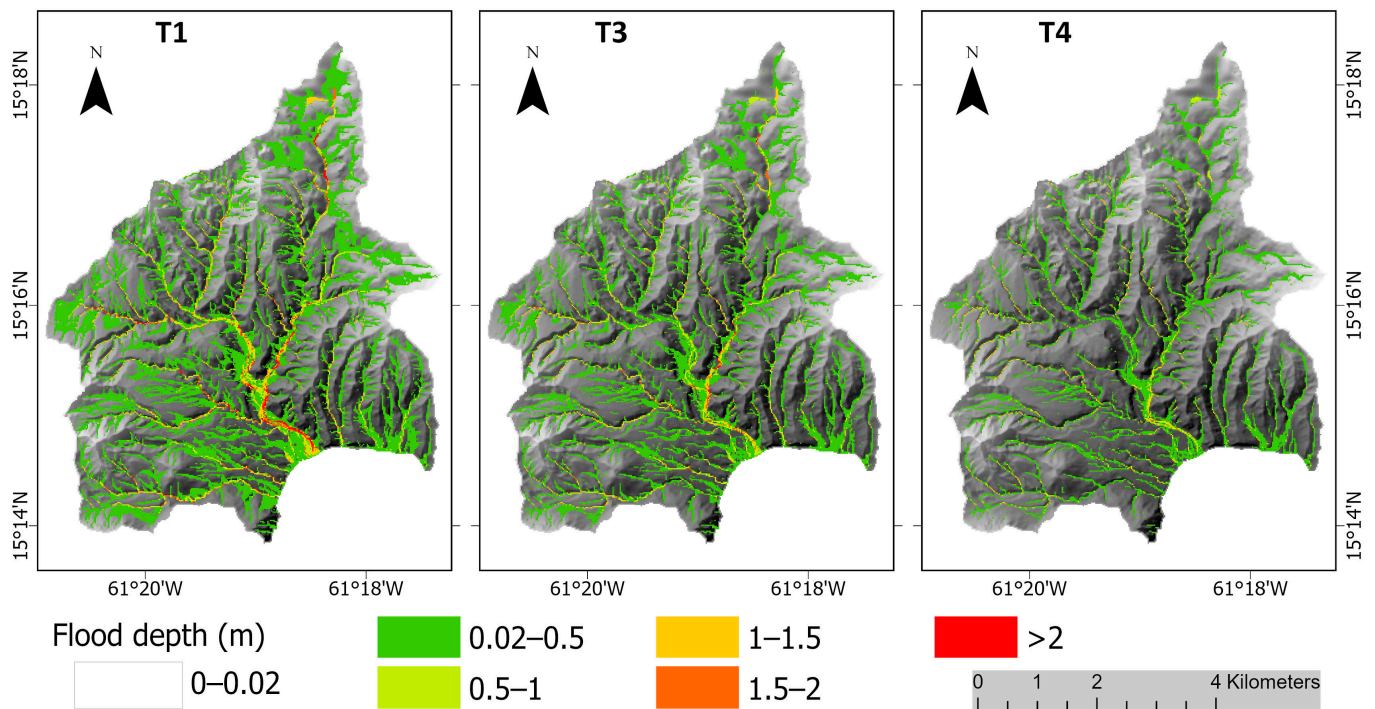 T1
T3
T4
N
N
N
15°18'N
15°16'N
15°14'N
15°18'N
15°16'N
15°14'N
61°20'W
61°18'W
61°20'W
61°18'W
61°20'W
61°18'W
Flood depth (m)
0–0.02
0.02–0.5
0.5–1
1–1.5
1.5–2
>2
0 1 2 4 Kilometers